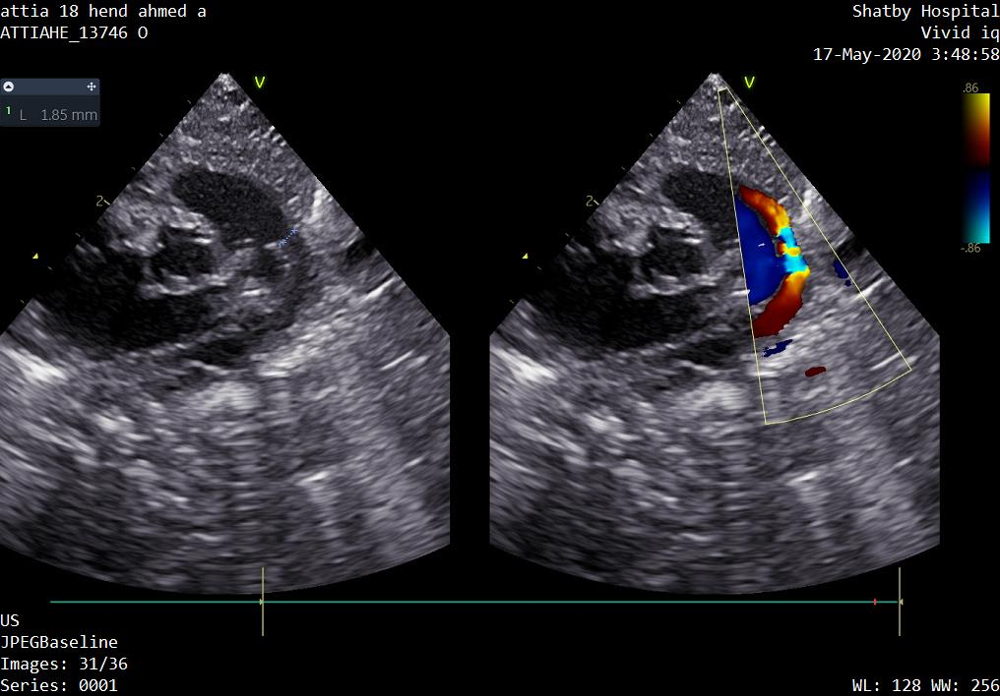 attia 18 hend ahmed a
ATTIAHE_13746 O
Shatby Hospital
Vivid iq
17-May-2020 3:48:58
V
V
1 L 1.85 mm
.86
-.86
2
2
US
JPEGBaseline
Images: 31/36
Series: 0001
WL: 128 WW: 256